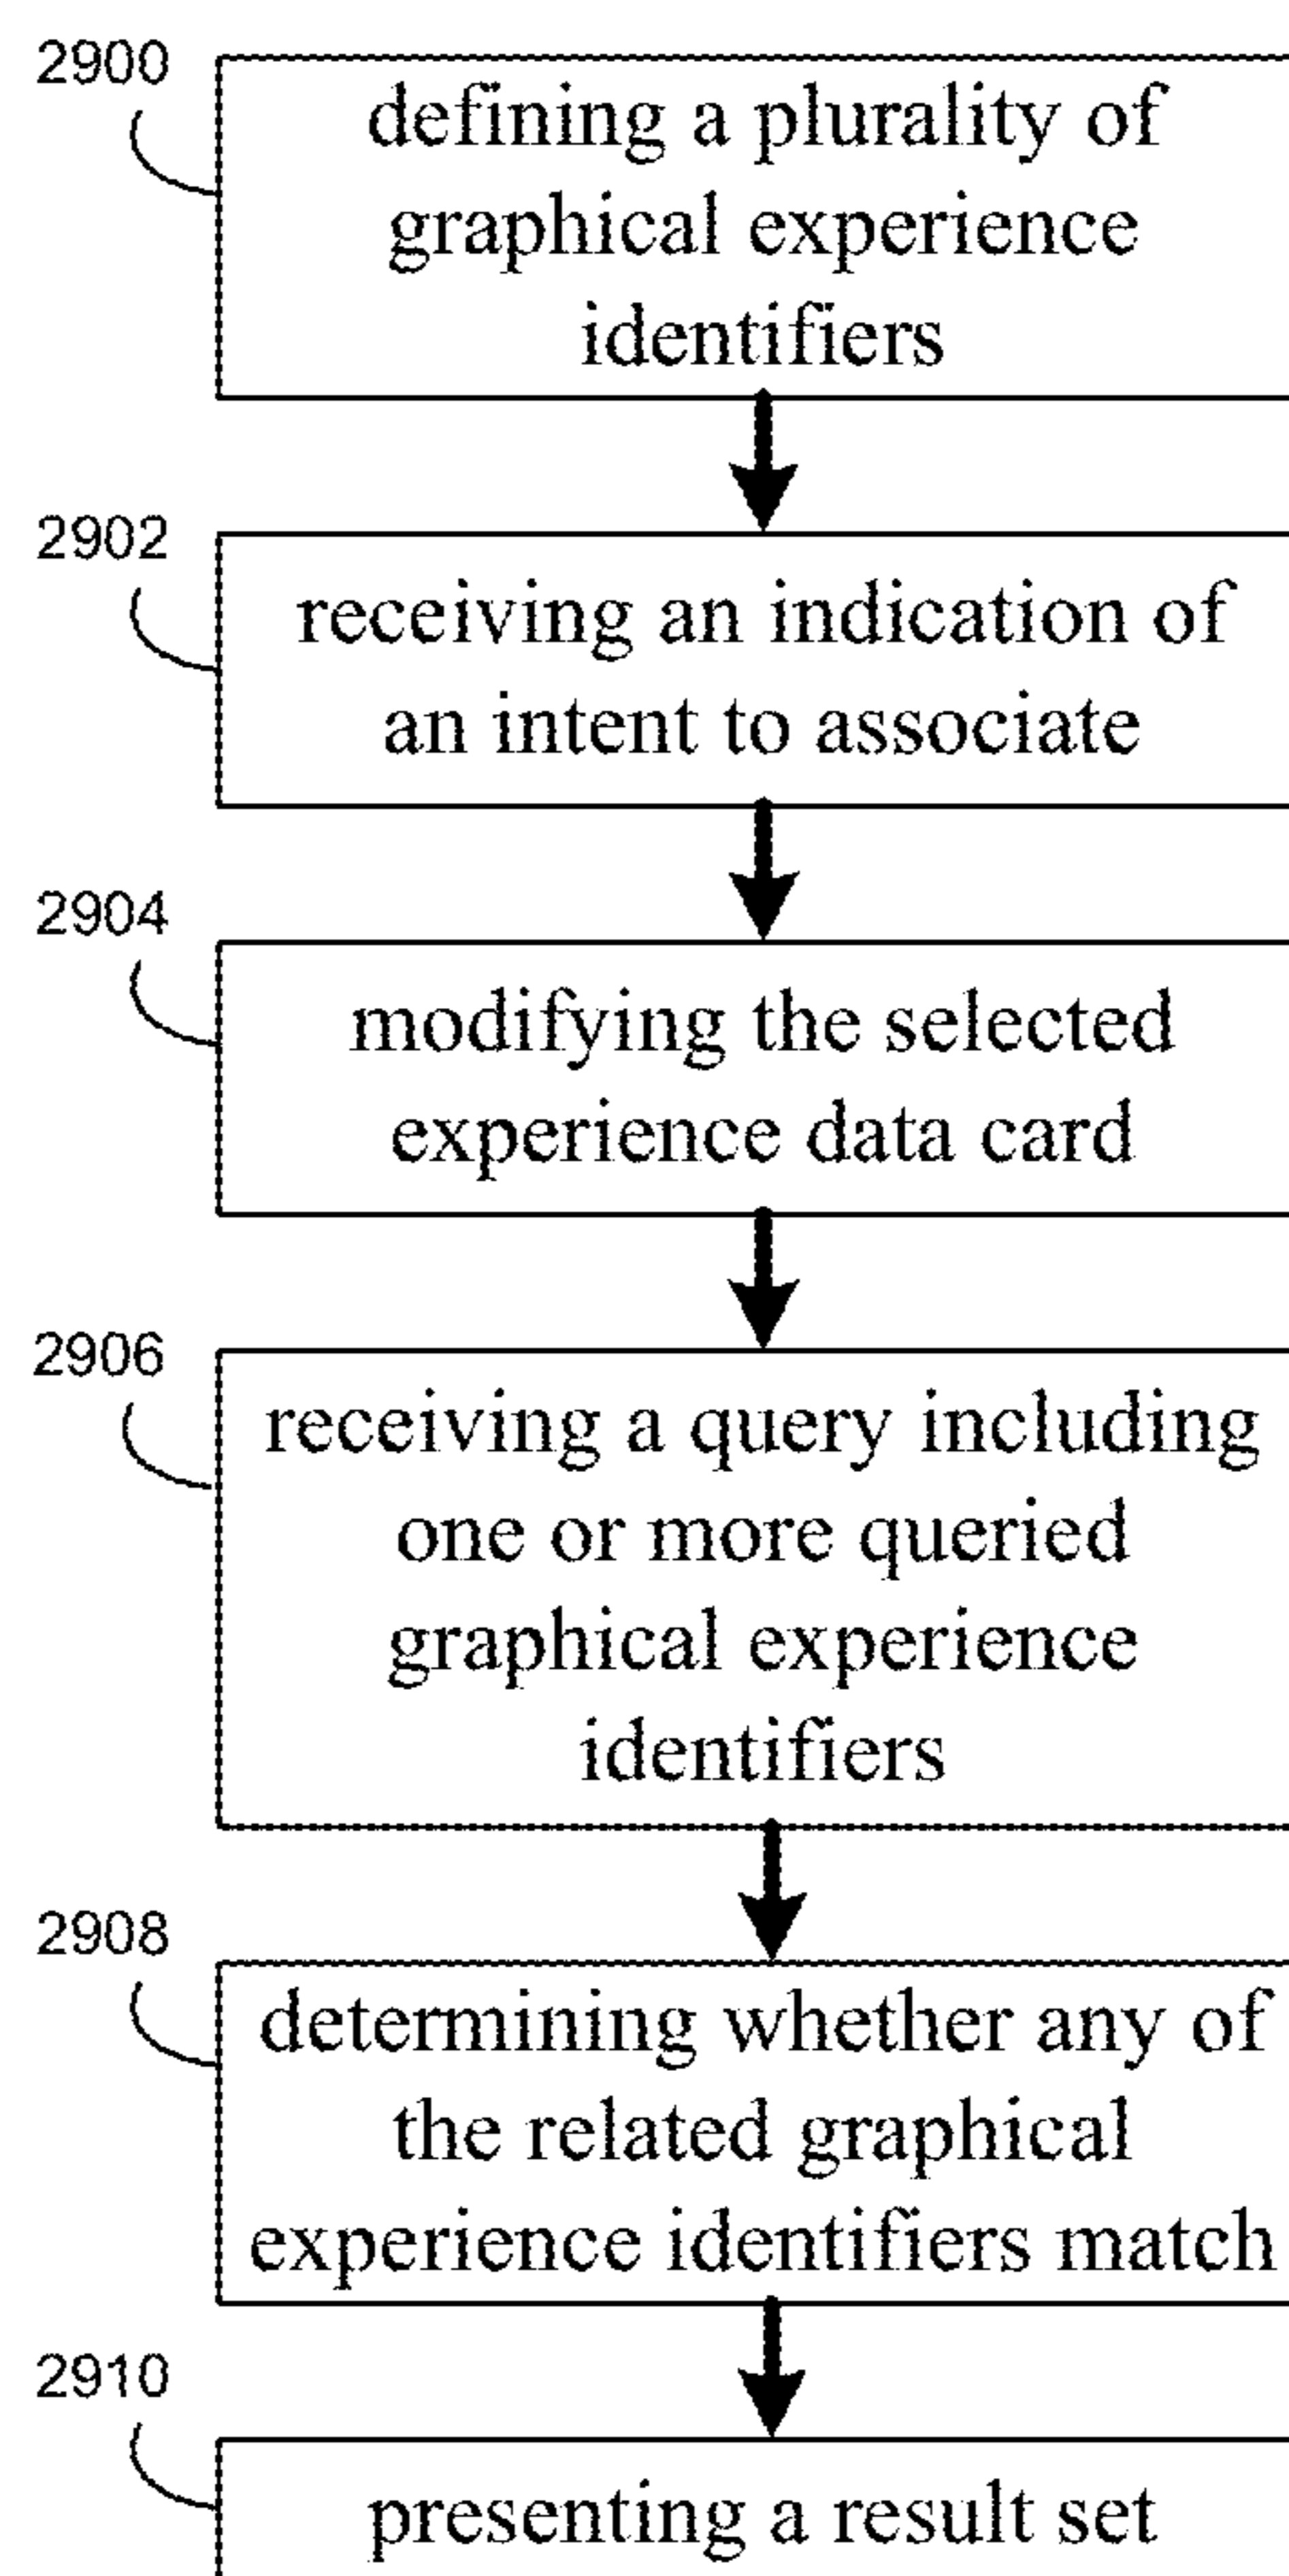 2900
defining a plurality of
graphical experience
identifiers
2902
receiving an indication of
an intent to associate
2904
modifying the selected
experience data card
2906
receiving a query including
one or more queried
graphical experience
identifiers
2908
determining whether any of
the related graphical
experience identifiers match
2910
presenting a result set